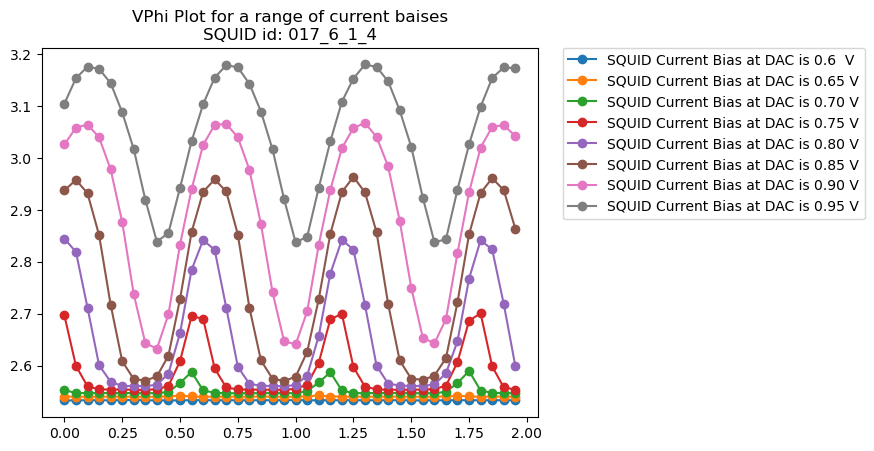 VPhi Plot for a range of current baises
SQUID id: 017_6_1_4
3.2
3.1
3.0
2.9
2.8
2.7
2.6
0.00 0.25 0.50 0.75 1.00 1.25 1.50 1.75 2.00
SQUID Current Bias at DAC is 0.6  V
SQUID Current Bias at DAC is 0.65 V
SQUID Current Bias at DAC is 0.70 V
SQUID Current Bias at DAC is 0.75 V
SQUID Current Bias at DAC is 0.80 V
SQUID Current Bias at DAC is 0.85 V
SQUID Current Bias at DAC is 0.90 V
SQUID Current Bias at DAC is 0.95 V